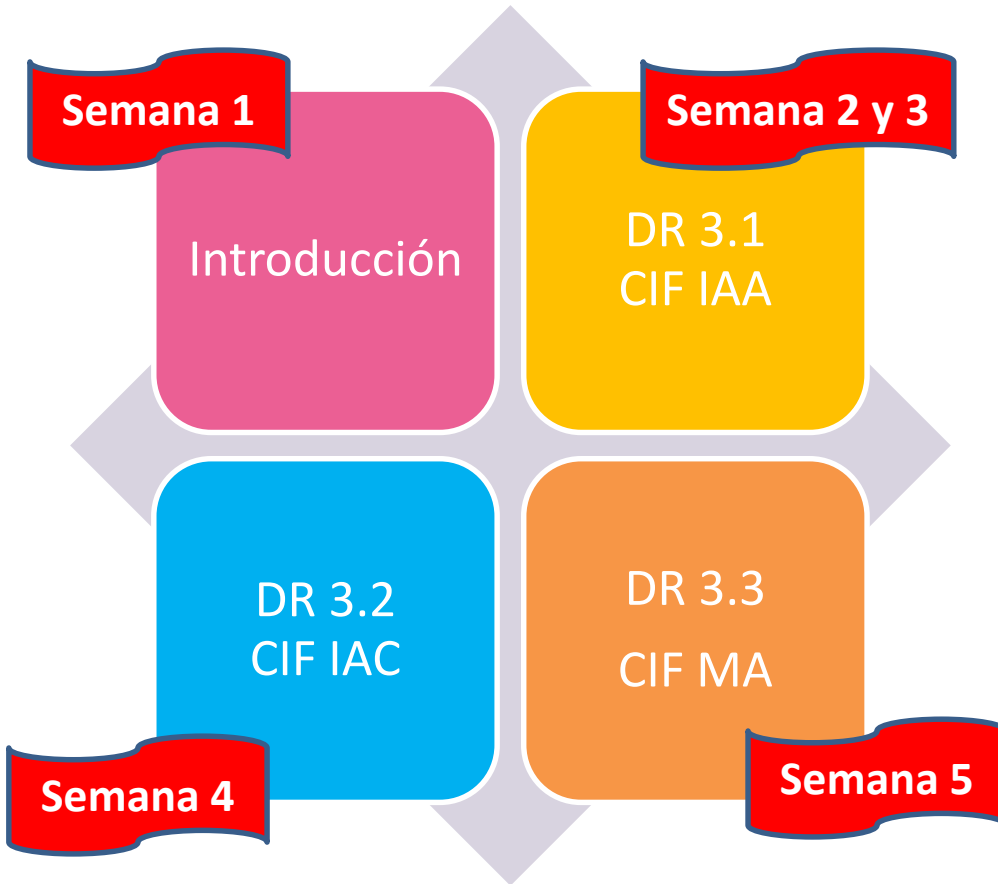 Semana 1
Introducción
Semana 2 y 3
DR 3.1
CIF IAA
DR 3.2
CIF IAC
Semana 4
DR 3.3
CIF MA
Semana 5